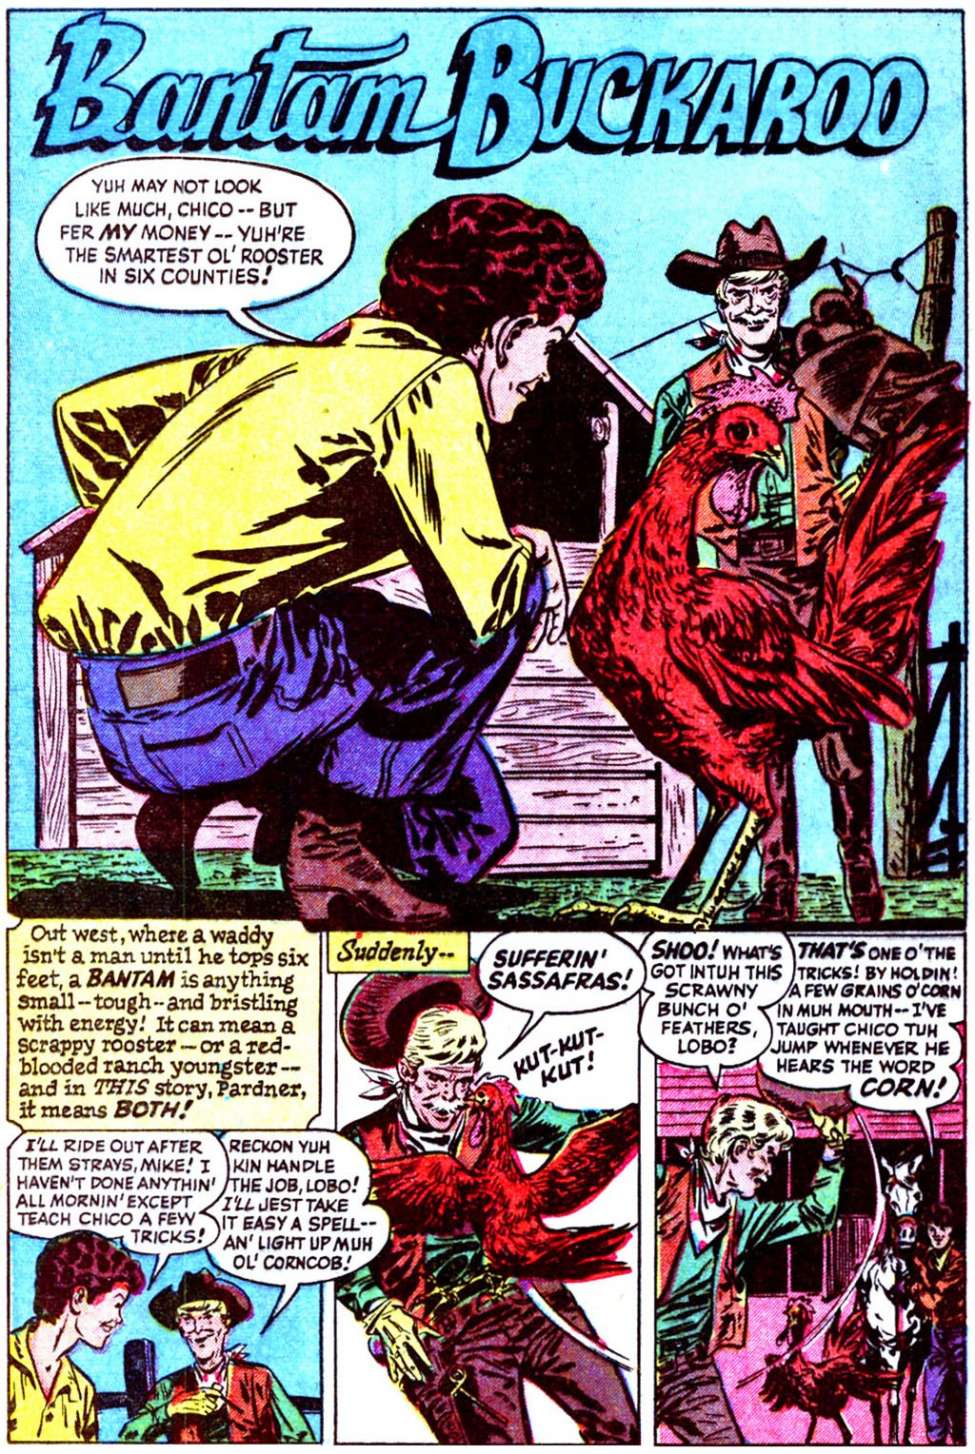 Bantam BUCKAROO
YUH MAY NOT LOOK
LIKE MUCH, CHICO -- BUT
FER MY MONEY -- YUH'RE
THE SMARTEST OL' ROOSTER
IN SIX COUNTIES!
Out west, where a waddy
isn't a man until he tops six
feet, a BANTAM is anything
small -- tough -- and bristling
with energy! It can mean a
scrappy rooster -- or a red-
blooded ranch youngster --
and in THIS story, Pardner,
it means BOTH!
I'LL RIDE OUT AFTER
THEM STRAYS, MIKE! I
HAVEN'T DONE ANYTHIN'
ALL MORNIN' EXCEPT
TEACH CHICO A FEW
TRICKS!
RECKON YUH
KIN HANDLE
THE JOB, LOBO!
I'LL JEST TAKE
IT EASY A SPELL --
AN' LIGHT UP MUH
OL' CORNCOB!
Suddenly --
SUFFERIN'
SASSAFRAS!
KUT-KUT-
KUT!
SHOO! WHAT'S
GOT INTUH THIS
SCRAWNY
BUNCH O'
FEATHERS,
LOBO?
THAT'S ONE O' THE
TRICKS! BY HOLDIN'
A FEW GRAINS O' CORN
IN MUH MOUTH -- I'VE
TAUGHT CHICO TUH
JUMP WHENEVER HE
HEARS THE WORD
CORN!